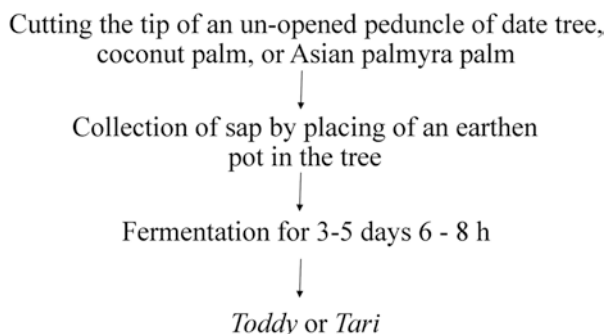 Cutting the tip of an un-opened peduncle of date tree,
coconut palm, or Asian palmyra palm
Collection of sap by placing of an earthen
pot in the tree
Fermentation for 3-5 days 6 - 8 h
Toddy or Tari